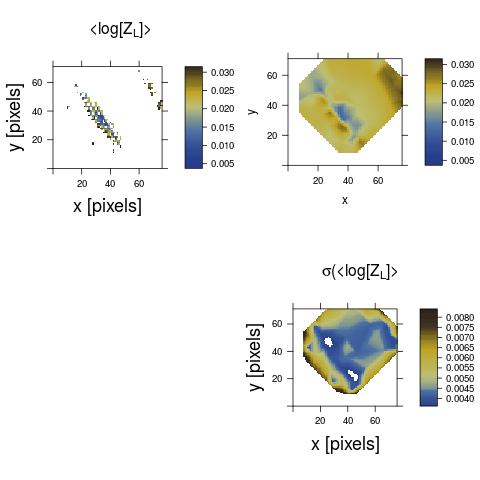 <log[Z_L]>
y [pixels]
60
40
20
20 40 60
x [pixels]
0.030
0.025
0.020
0.015
0.010
0.005
y
60
40
20
20 40 60
x
0.030
0.025
0.020
0.015
0.010
0.005
σ(<log[Z_L]>
y [pixels]
60
40
20
20 40 60
x [pixels]
0.0080
0.0075
0.0070
0.0065
0.0060
0.0055
0.0050
0.0045
0.0040